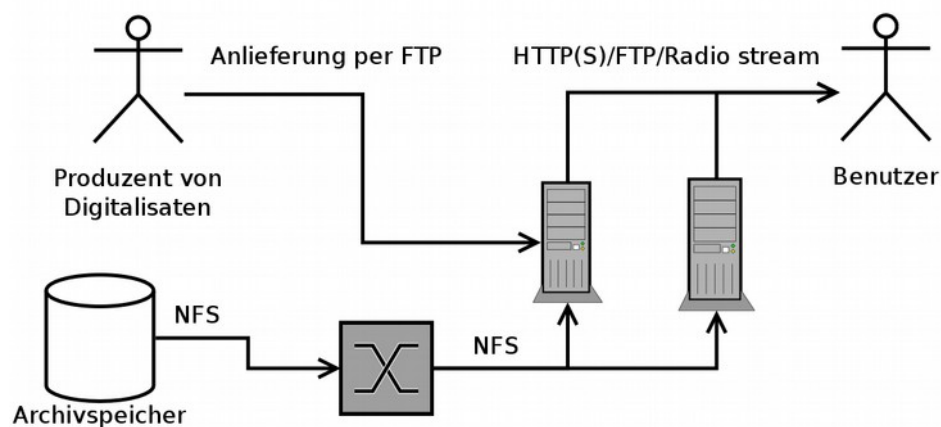 Anlieferung per FTP
HTTP(S)/FTP/Radio stream
Produzent von
Digitalisaten
Benutzer
NFS
NFS
Archivspeicher